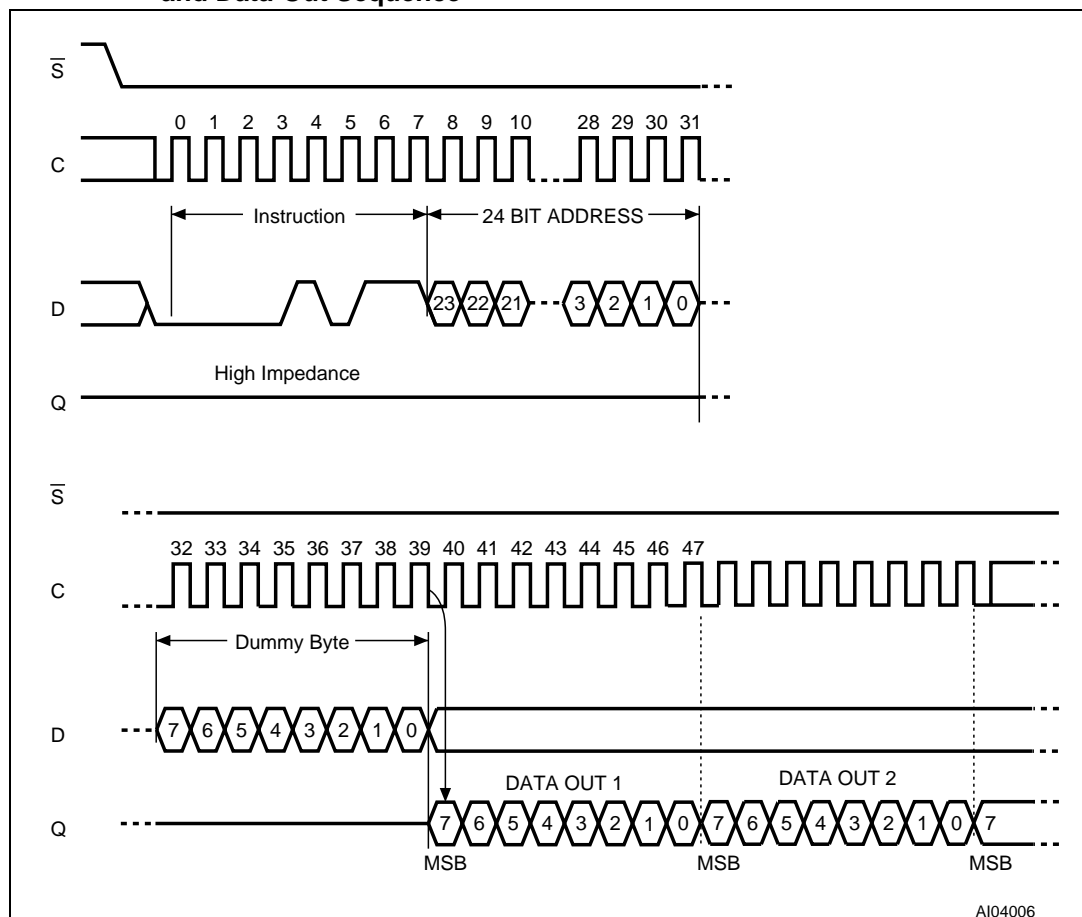 and Data-Out Sequence
S
0 1 2 3 4 5 6 7 8 9 10 28 29 30 31
C
Instruction 24 BIT ADDRESS
D 23 22 21 3 2 1 0
High Impedance
Q
S
32 33 34 35 36 37 38 39 40 41 42 43 44 45 46 47
C
Dummy Byte
D 7 6 5 4 3 2 1 0
DATA OUT 1 DATA OUT 2
Q 7 6 5 4 3 2 1 0 7 6 5 4 3 2 1 0 7
MSB MSB MSB
AI04006